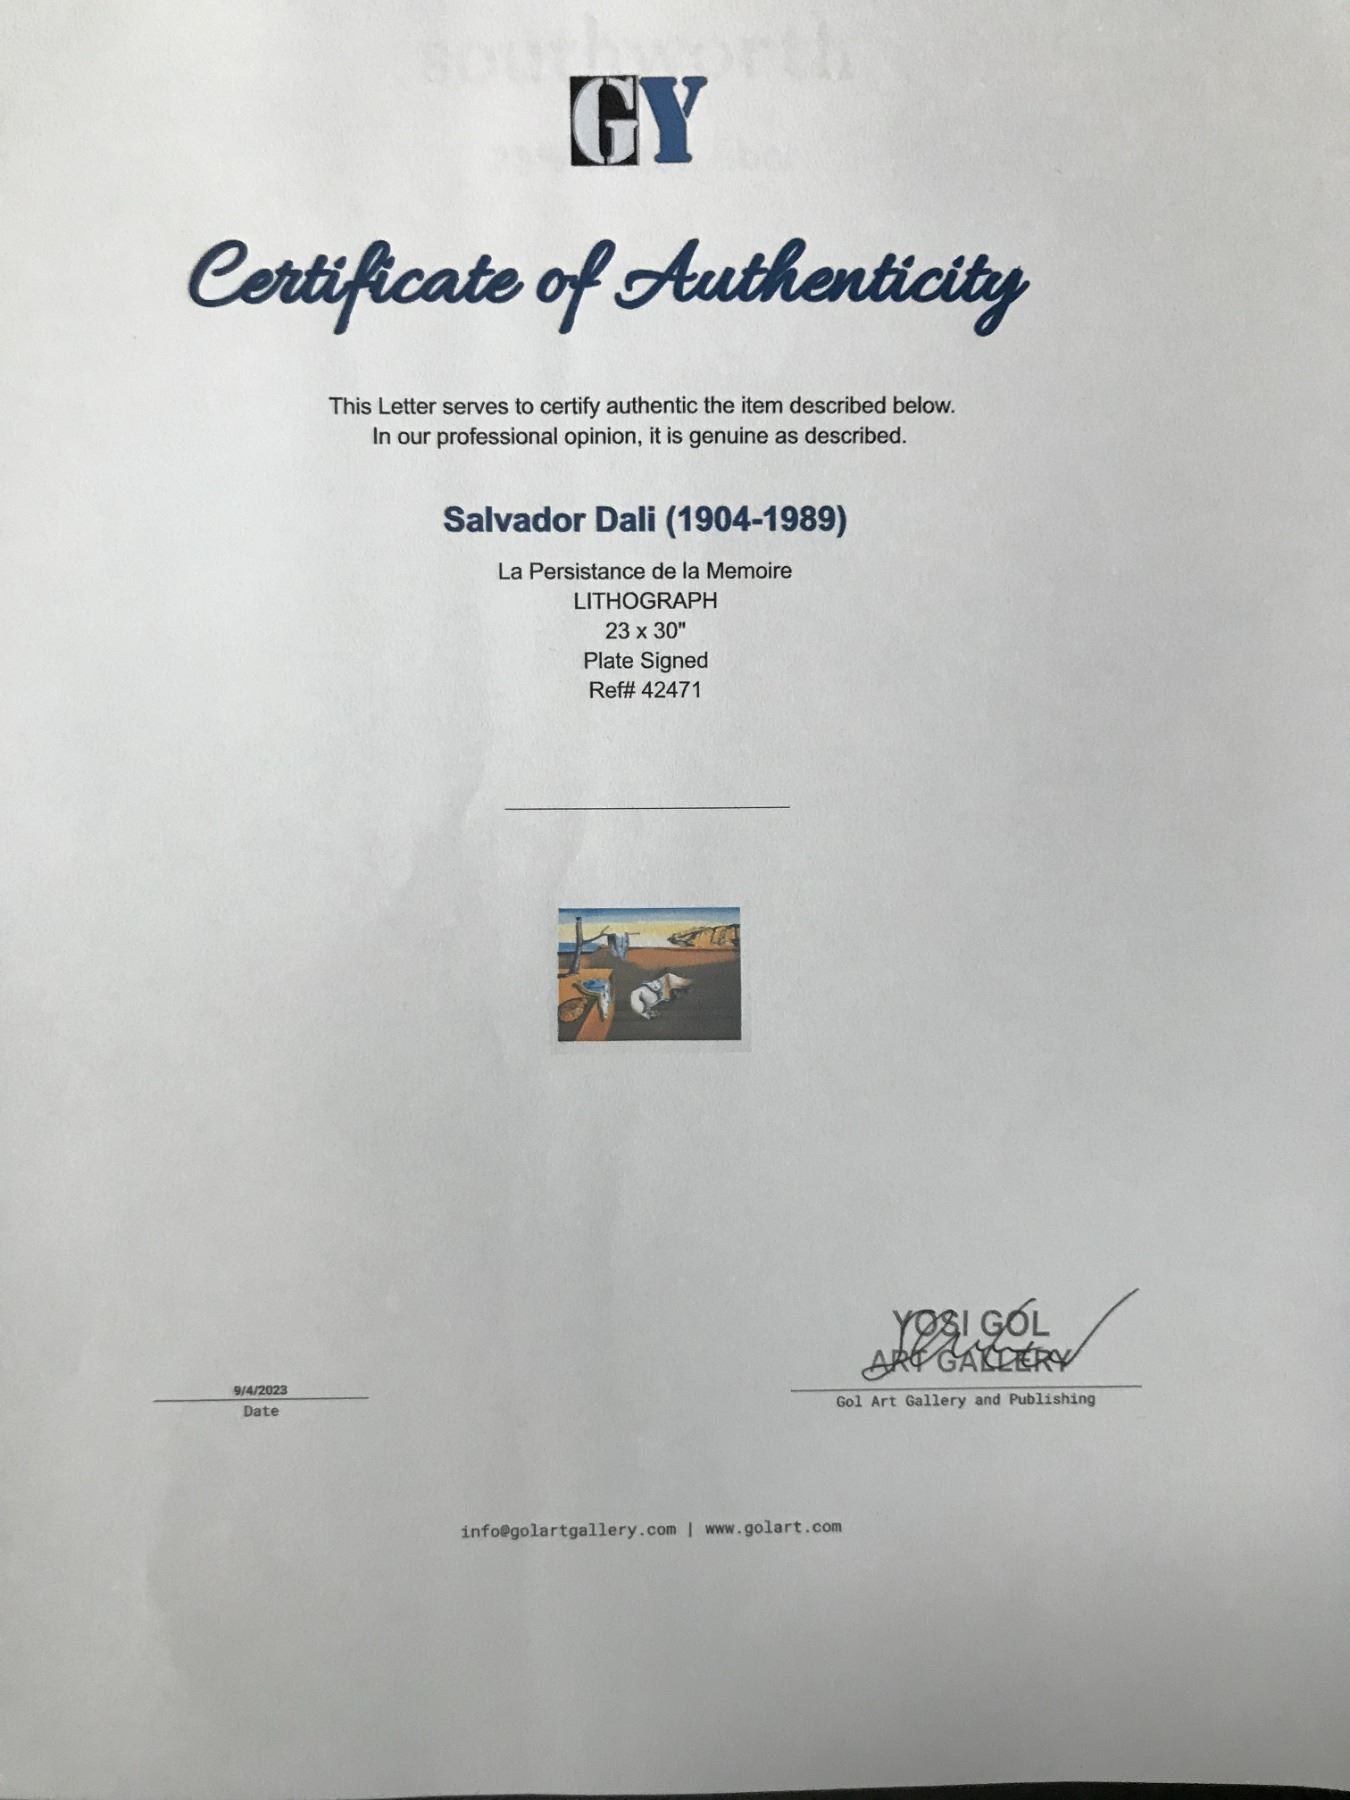 southworth
GY
Certificate of Authenticity
This Letter serves to certify authentic the item described below.
In our professional opinion, it is genuine as described.
Salvador Dali (1904-1989)
La Persistance de la Memoire
LITHOGRAPH
23 x 30"
Plate Signed
Ref# 42471
YOSI GOL
ART GALLERY
9/4/2023
Date
Gol Art Gallery and Publishing
info@golartgallery.com | www.golart.com